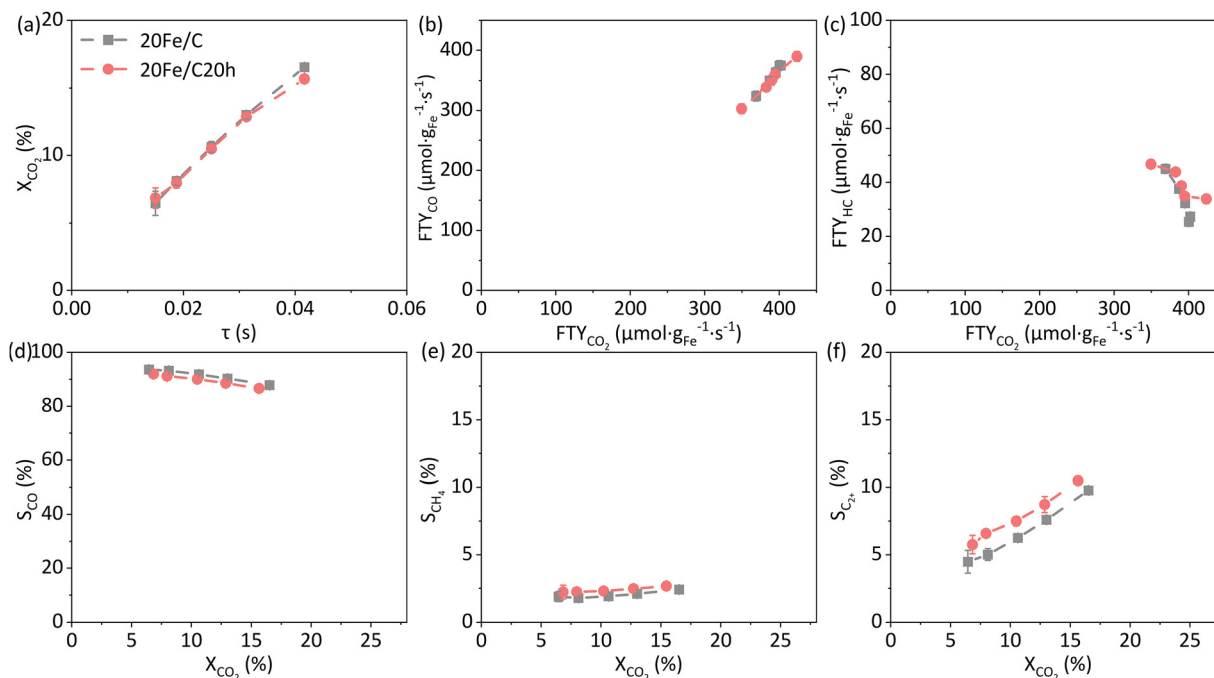 (a)
20Fe/C
20Fe/C20h
20
10
0
X_CO₂ (%)
0.00 0.02 0.04 0.06
τ (s)
(b)
400
300
200
100
0
FTY_CO (μmol·g_Fe⁻¹·s⁻¹)
0 100 200 300 400
FTY_CO₂ (μmol·g_Fe⁻¹·s⁻¹)
(c)
100
80
60
40
20
0
FTY_HC (μmol·g_Fe⁻¹·s⁻¹)
0 100 200 300 400
FTY_CO₂ (μmol·g_Fe⁻¹·s⁻¹)
(d)
100
80
60
40
20
0
S_CO (%)
0 5 10 15 20 25
X_CO₂ (%)
(e)
20
15
10
5
0
S_CH₄ (%)
0 5 10 15 20 25
X_CO₂ (%)
(f)
20
15
10
5
0
S_C₂₊ (%)
0 5 10 15 20 25
X_CO₂ (%)